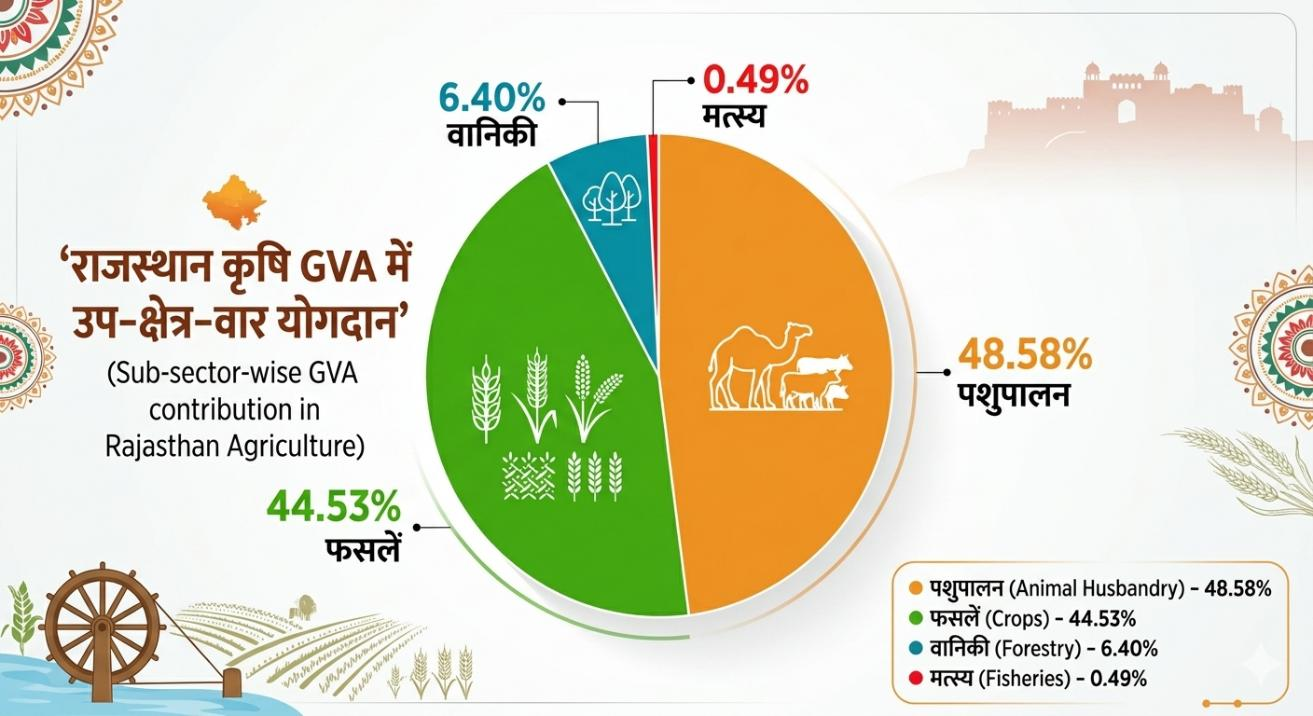 6.40%
वानिकी
0.49%
मत्स्य
‘राजस्थान कृषि GVA में
उप-क्षेत्र-वार योगदान’
(Sub-sector-wise GVA
contribution in
Rajasthan Agriculture)
48.58%
पशुपालन
44.53%
फसलें
पशुपालन (Animal Husbandry) - 48.58%
फसलें (Crops) - 44.53%
वानिकी (Forestry) - 6.40%
मत्स्य (Fisheries) - 0.49%